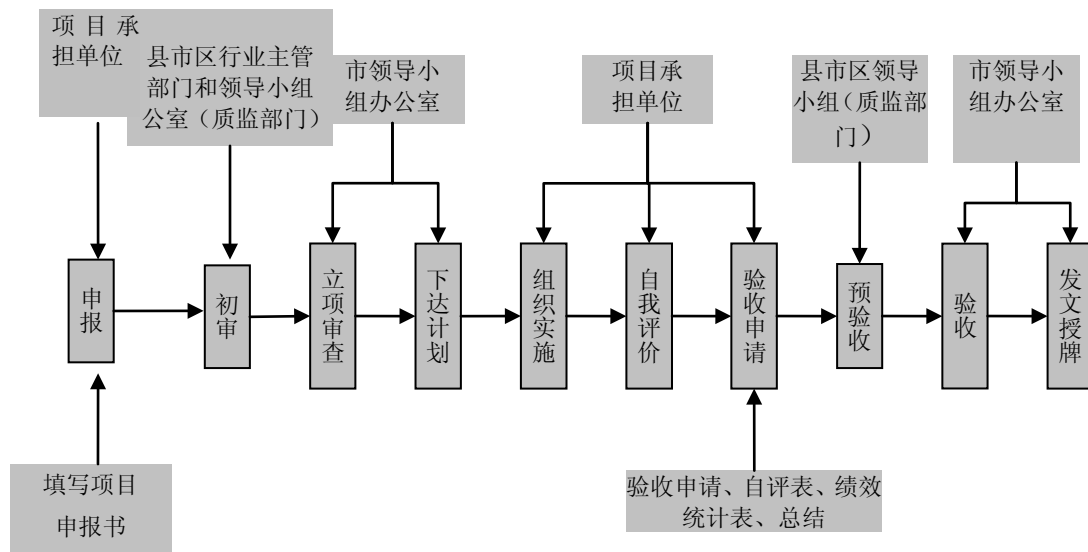 项目承
担单位
县市区行业主管
部门和领导小组
公室（质监部门）
市领导小
组办公室
项目承
担单位
县市区领导
小组（质监部
门）
市领导小
组办公室
申报
初审
立项审查
下达计划
组织实施
自我评价
验收申请
预验收
验收
发文授牌
填写项目
申报书
验收申请、自评表、绩效
统计表、总结